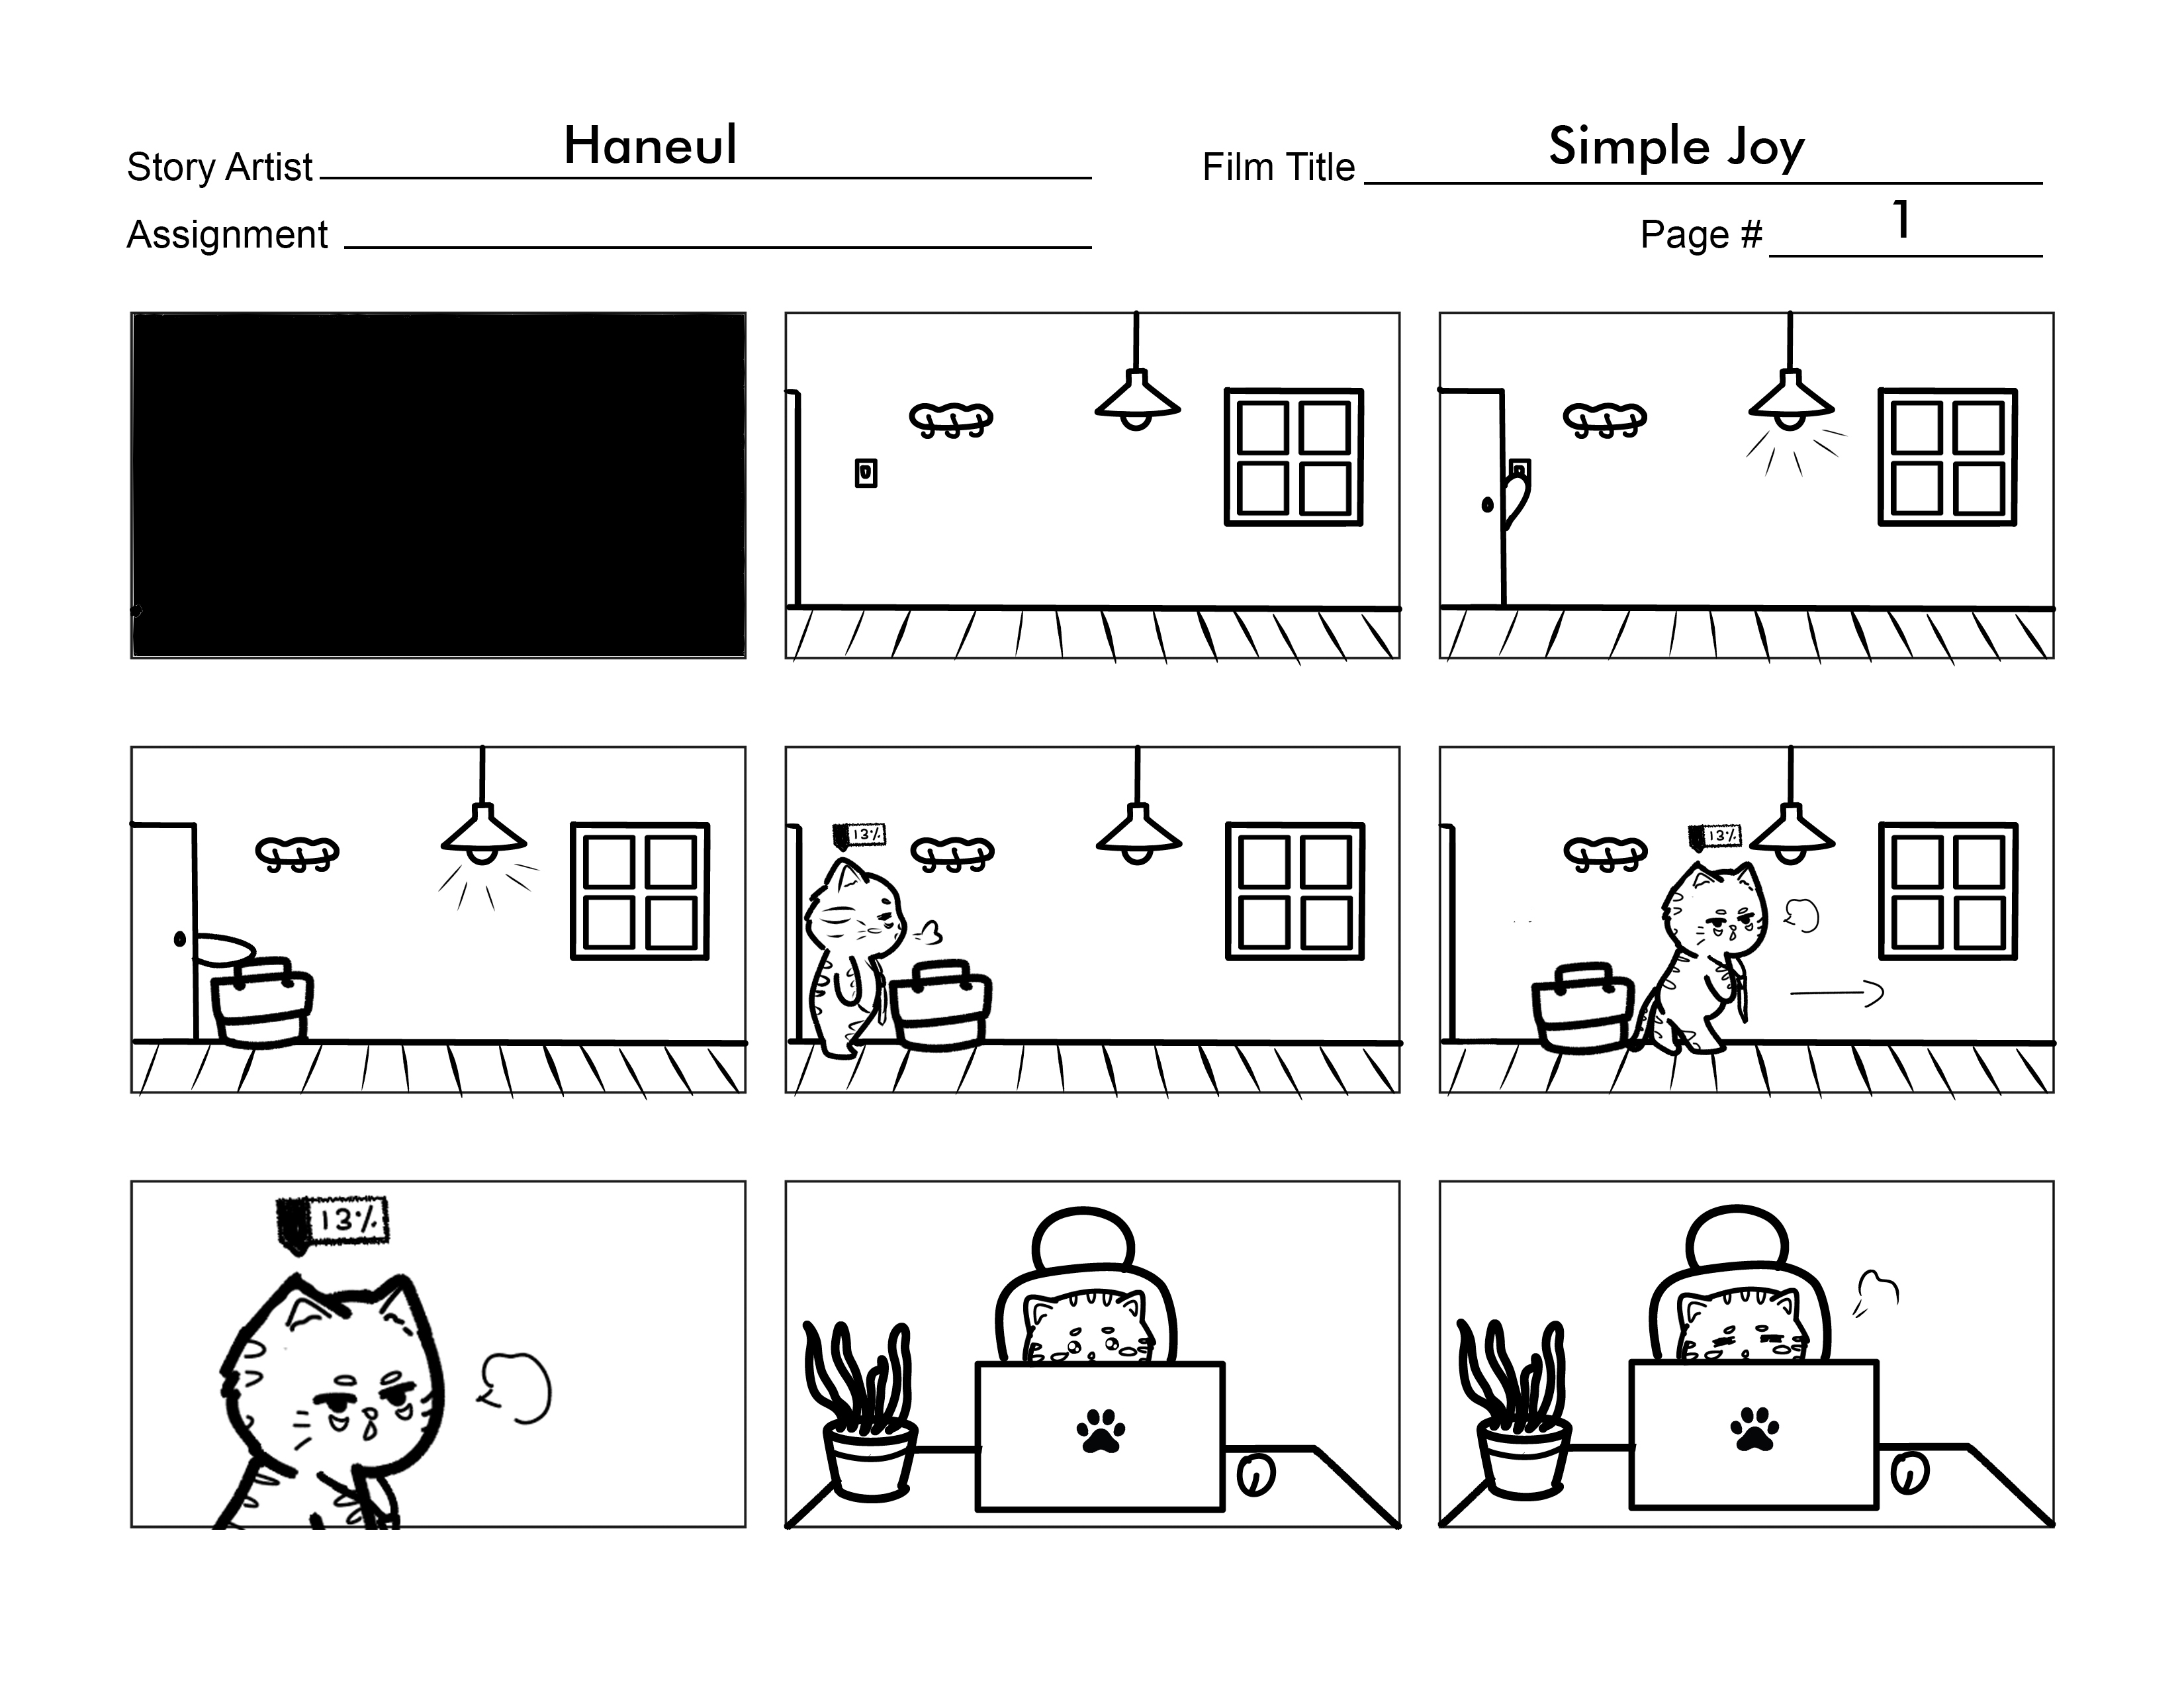 Story Artist Haneul
Film Title Simple Joy
Assignment
Page # 1
13%
13%
13%